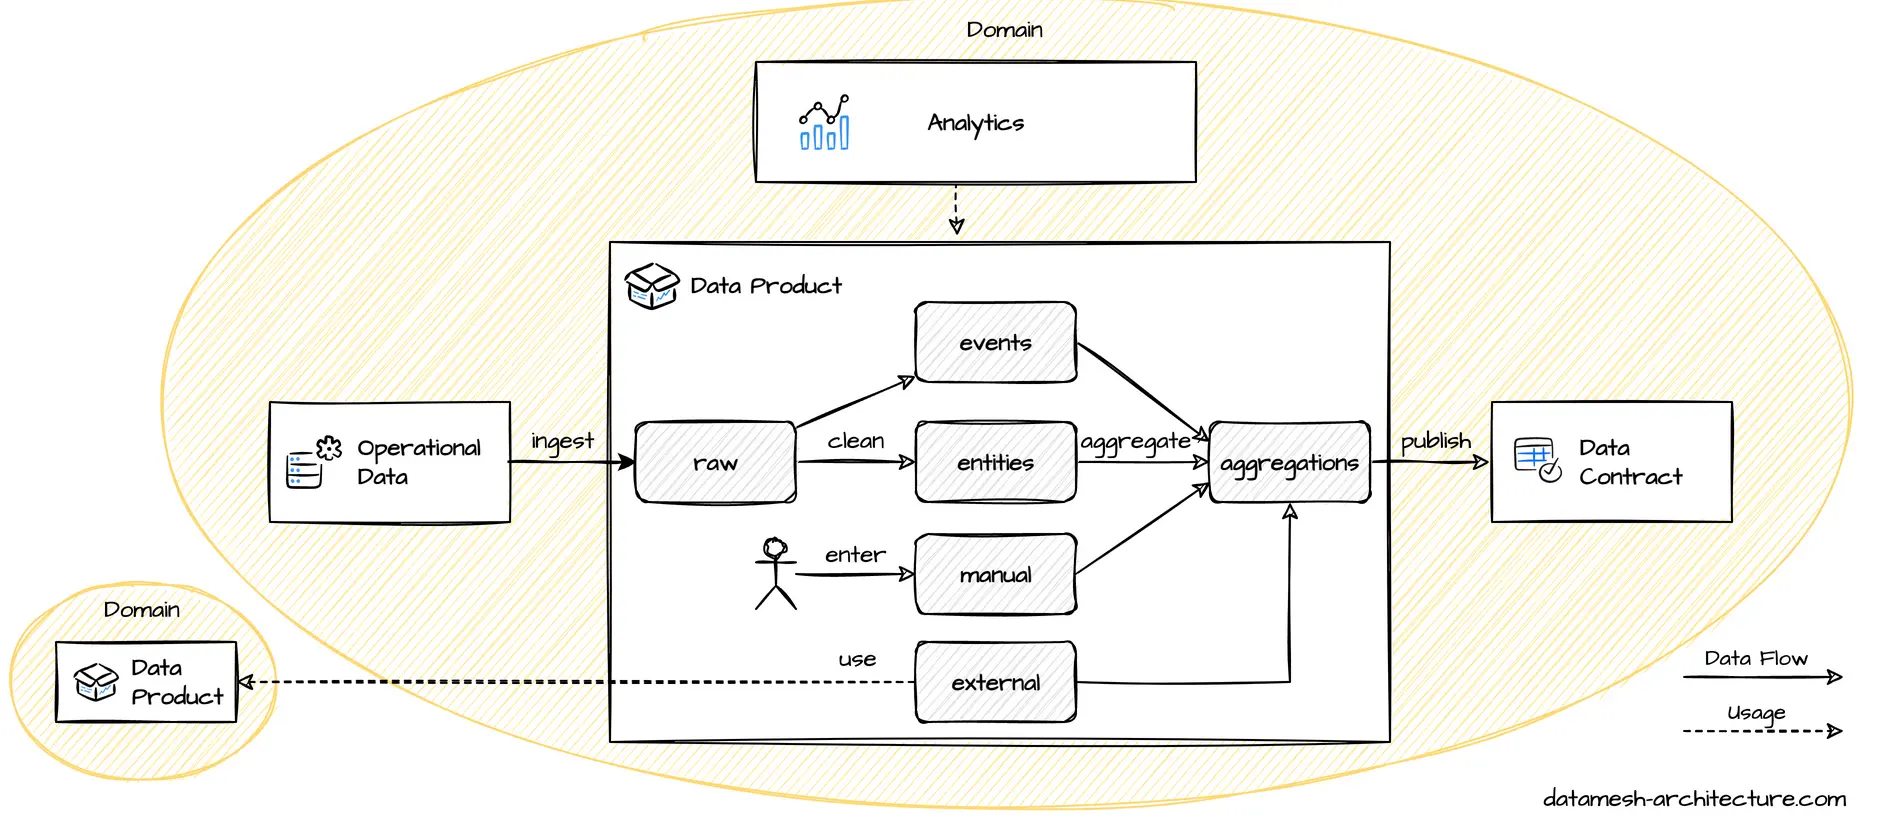 Domain
Analytics
Data Product
events
Operational
Data
ingest
raw
clean
entities
aggregate
aggregations
publish
Data
Contract
enter
manual
Domain
Data
Product
use
external
Data Flow
Usage
datamesh-architecture.com